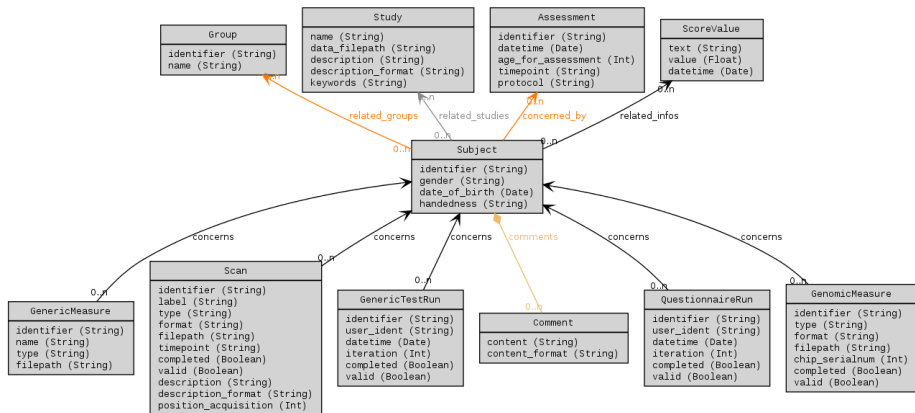 Group
identifier (String)
name (String)
Study
name (String)
data_filepath (String)
description (String)
description_format (String)
keywords (String)
Assessment
identifier (String)
datetime (Date)
age_for_assessment (Int)
timepoint (String)
protocol (String)
ScoreValue
text (String)
value (Float)
datetime (Date)
0..n
0..n
0..n
0..n
related_groups
related_studies
concerned_by
related_infos
0..n
0..n
0..n
Subject
identifier (String)
gender (String)
date_of_birth (Date)
handedness (String)
concerns
concerns
concerns
comments
concerns
concerns
0..n
0..n
0..n
0..n
0..n
0..n
GenericMeasure
identifier (String)
name (String)
type (String)
filepath (String)
Scan
identifier (String)
label (String)
type (String)
format (String)
filepath (String)
timepoint (String)
completed (Boolean)
valid (Boolean)
description (String)
description_format (String)
position_acquisition (Int)
GenericTestRun
identifier (String)
user_ident (String)
datetime (Date)
iteration (Int)
completed (Boolean)
valid (Boolean)
Comment
content (String)
content_format (String)
QuestionnaireRun
identifier (String)
user_ident (String)
datetime (Date)
iteration (Int)
completed (Boolean)
valid (Boolean)
GenomicMeasure
identifier (String)
type (String)
format (String)
filepath (String)
chip_serialnum (Int)
completed (Boolean)
valid (Boolean)